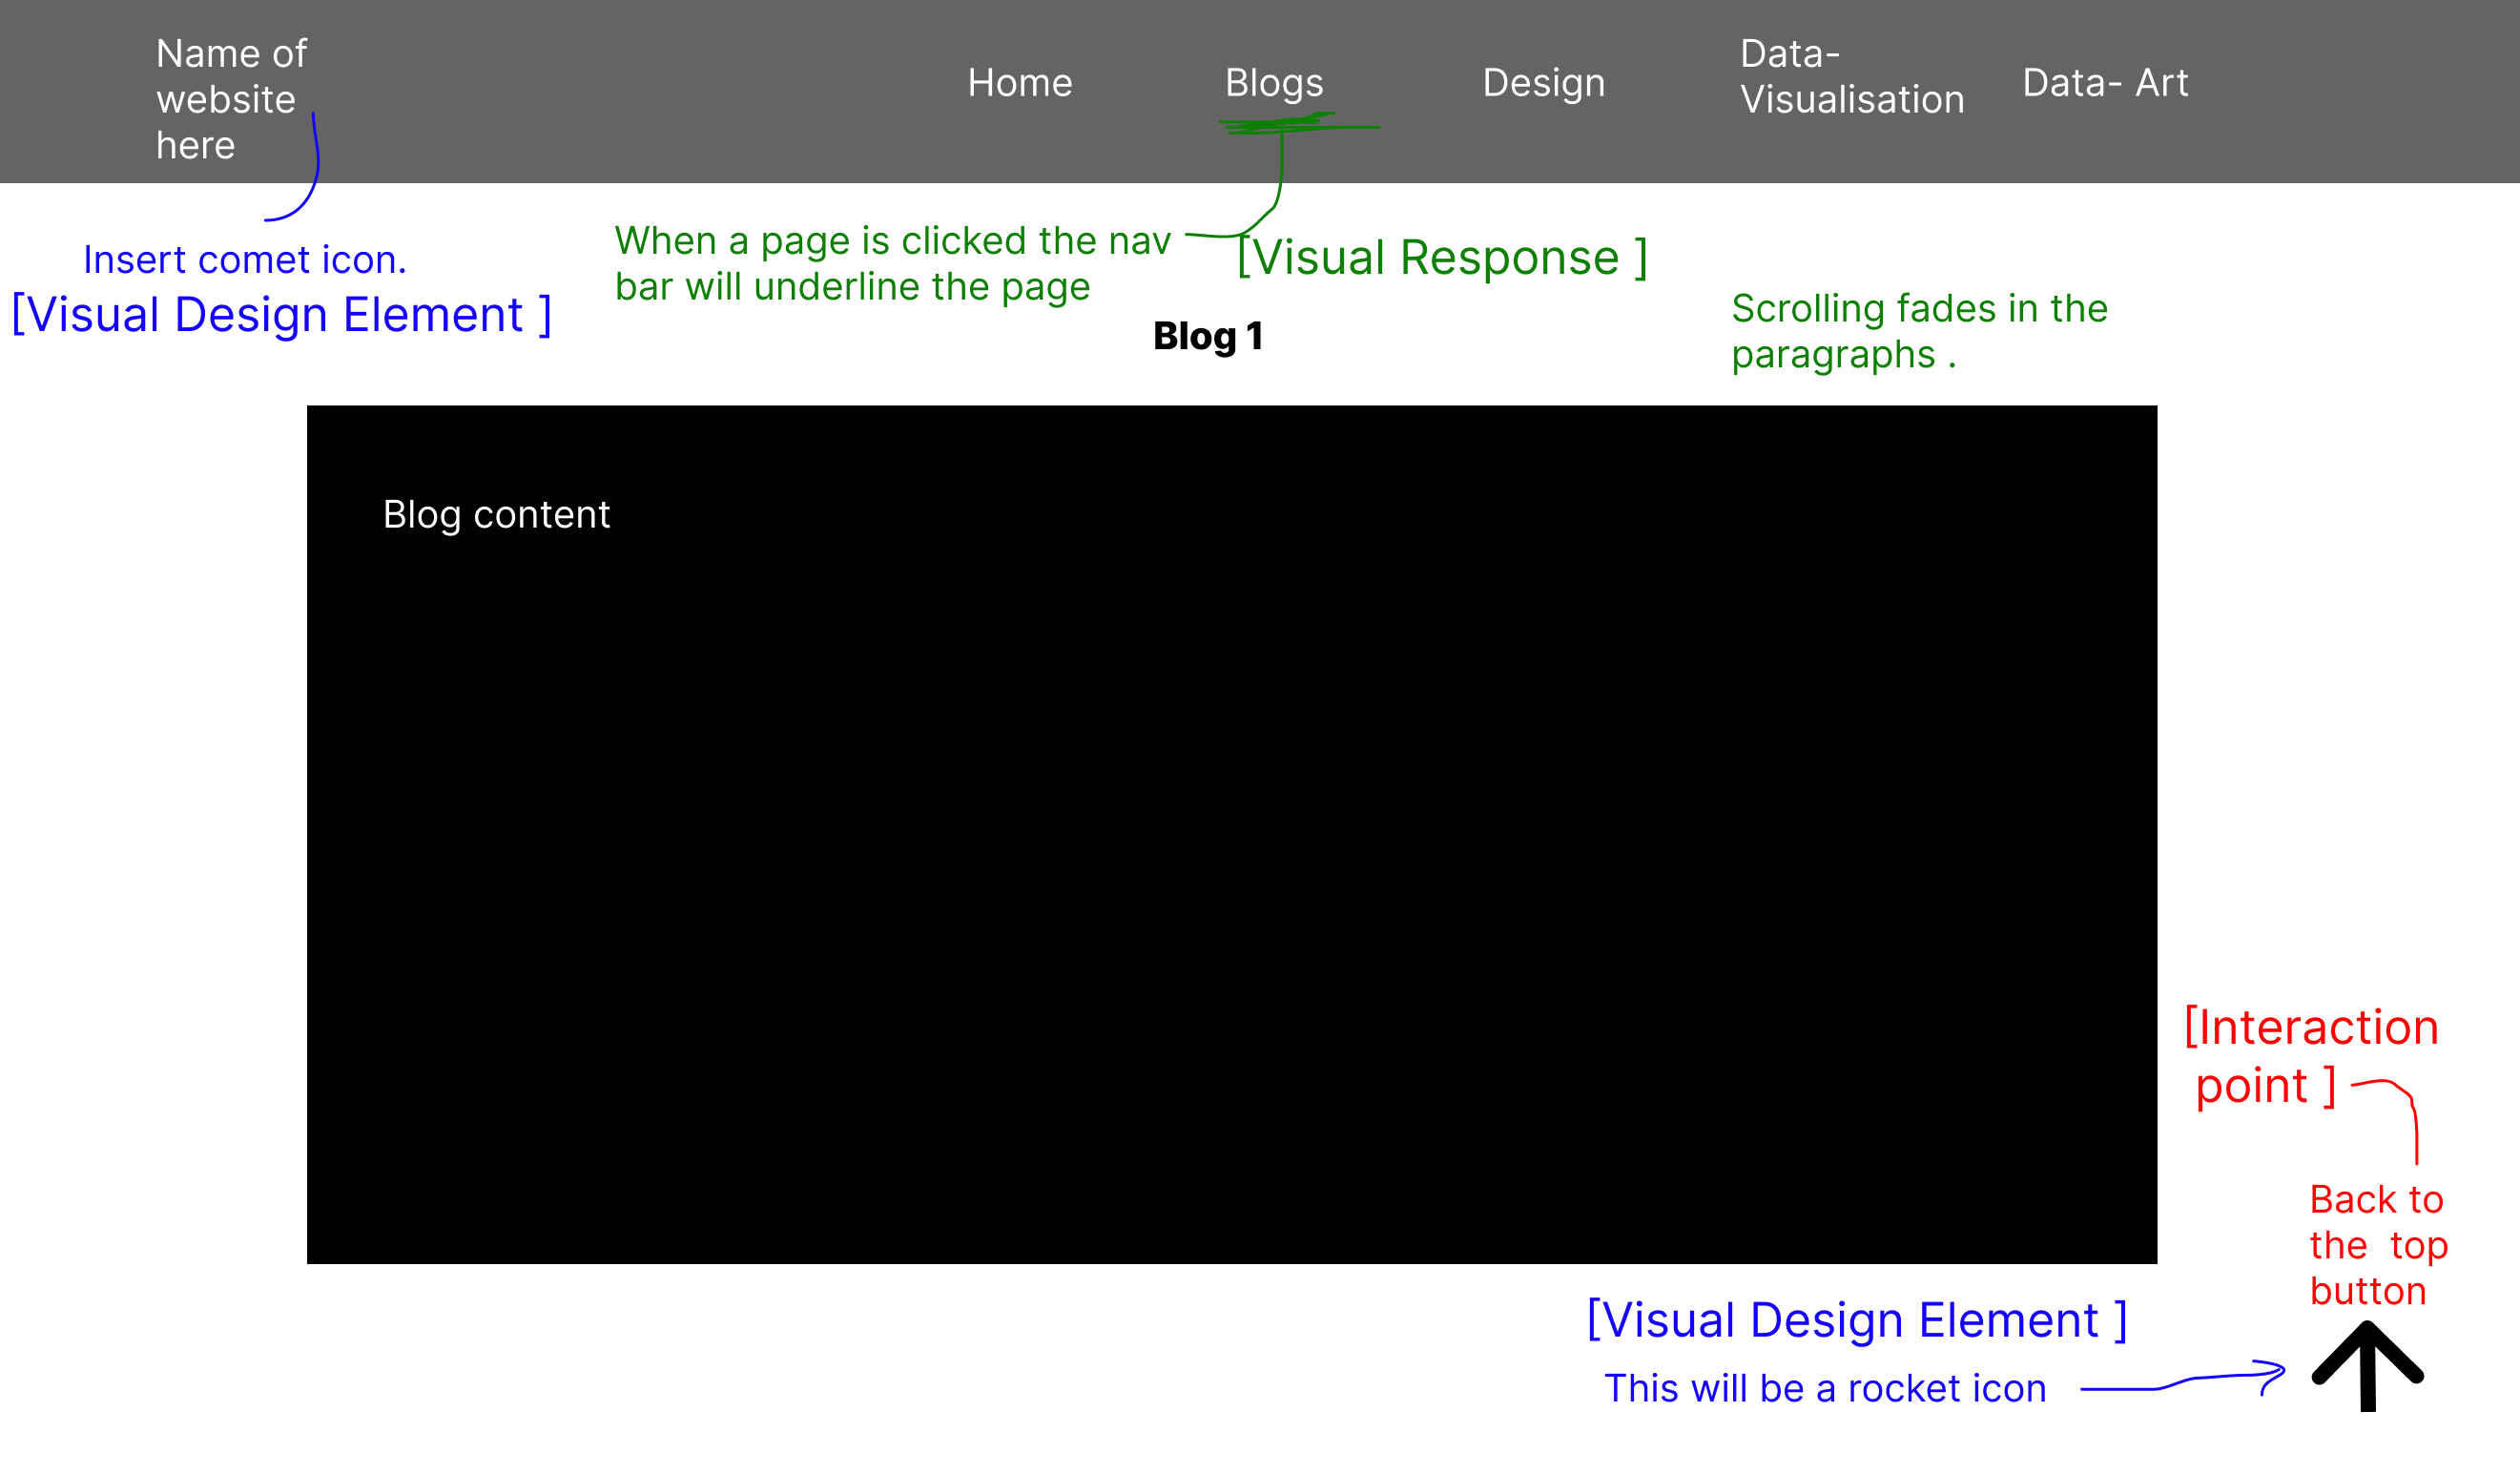 Name of
website
here
Home
Blogs
Design
Data-
Visualisation
Data- Art
Insert comet icon.
[Visual Design Element ]
When a page is clicked the nav
bar will underline the page
[Visual Response ]
Scrolling fades in the
paragraphs .
Blog 1
Blog content
[Interaction
point ]
Back to
the  top
button
[Visual Design Element ]
This will be a rocket icon